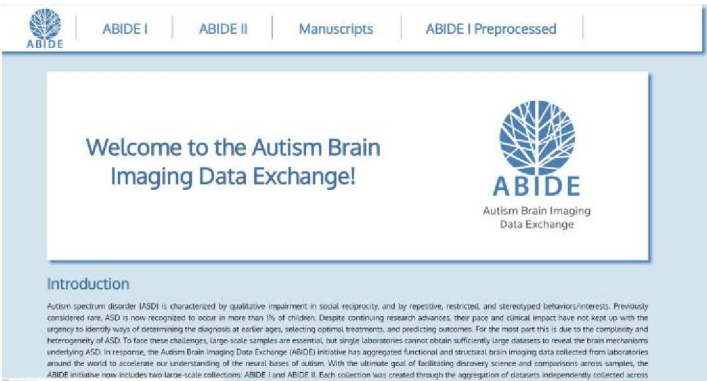 ABIDE
ABIDE I
ABIDE II
Manuscripts
ABIDE I Preprocessed
Welcome to the Autism Brain
Imaging Data Exchange!
ABIDE
Autism Brain Imaging
Data Exchange
Introduction
Autism spectrum disorder (ASD) is characterized by qualitative impairment in social reciprocity, and by repetitive, restricted, and stereotyped behaviors/interests. Previously
considered rare, ASD is now recognized to occur in more than 1% of children. Despite continuing research advances, their pace and clinical impact have not kept up with the
urgency to identify ways of determining the diagnosis at earlier ages, selecting optimal treatments, and predicting outcomes. For the most part this is due to the complexity and
heterogeneity of ASD. To face these challenges, large-scale samples are essential, but single laboratories cannot obtain sufficiently large datasets to reveal the brain mechanisms
underlying ASD. In response, the Autism Brain Imaging Data Exchange (ABIDE) initiative has aggregated functional and structural brain imaging data collected from laboratories
around the world to accelerate our understanding of the neural bases of autism. With the ultimate goal of facilitating discovery science and comparisons across samples, the
ABIDE initiative now includes two large-scale collections: ABIDE I and ABIDE II. Each collection was created through the aggregation of datasets independently collected across